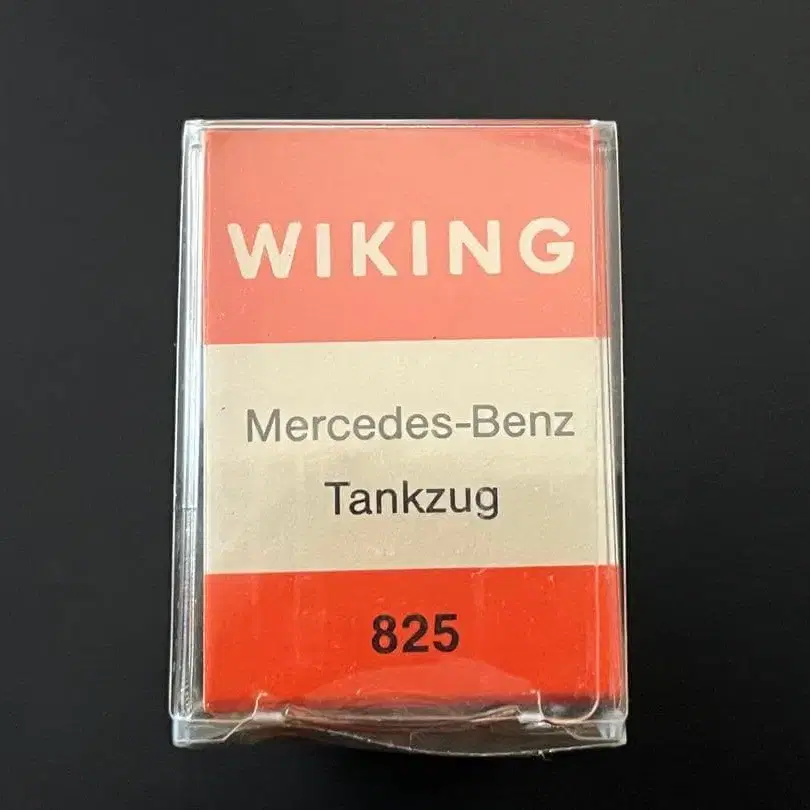 WIKING
Mercedes-Benz
Tankzug
825